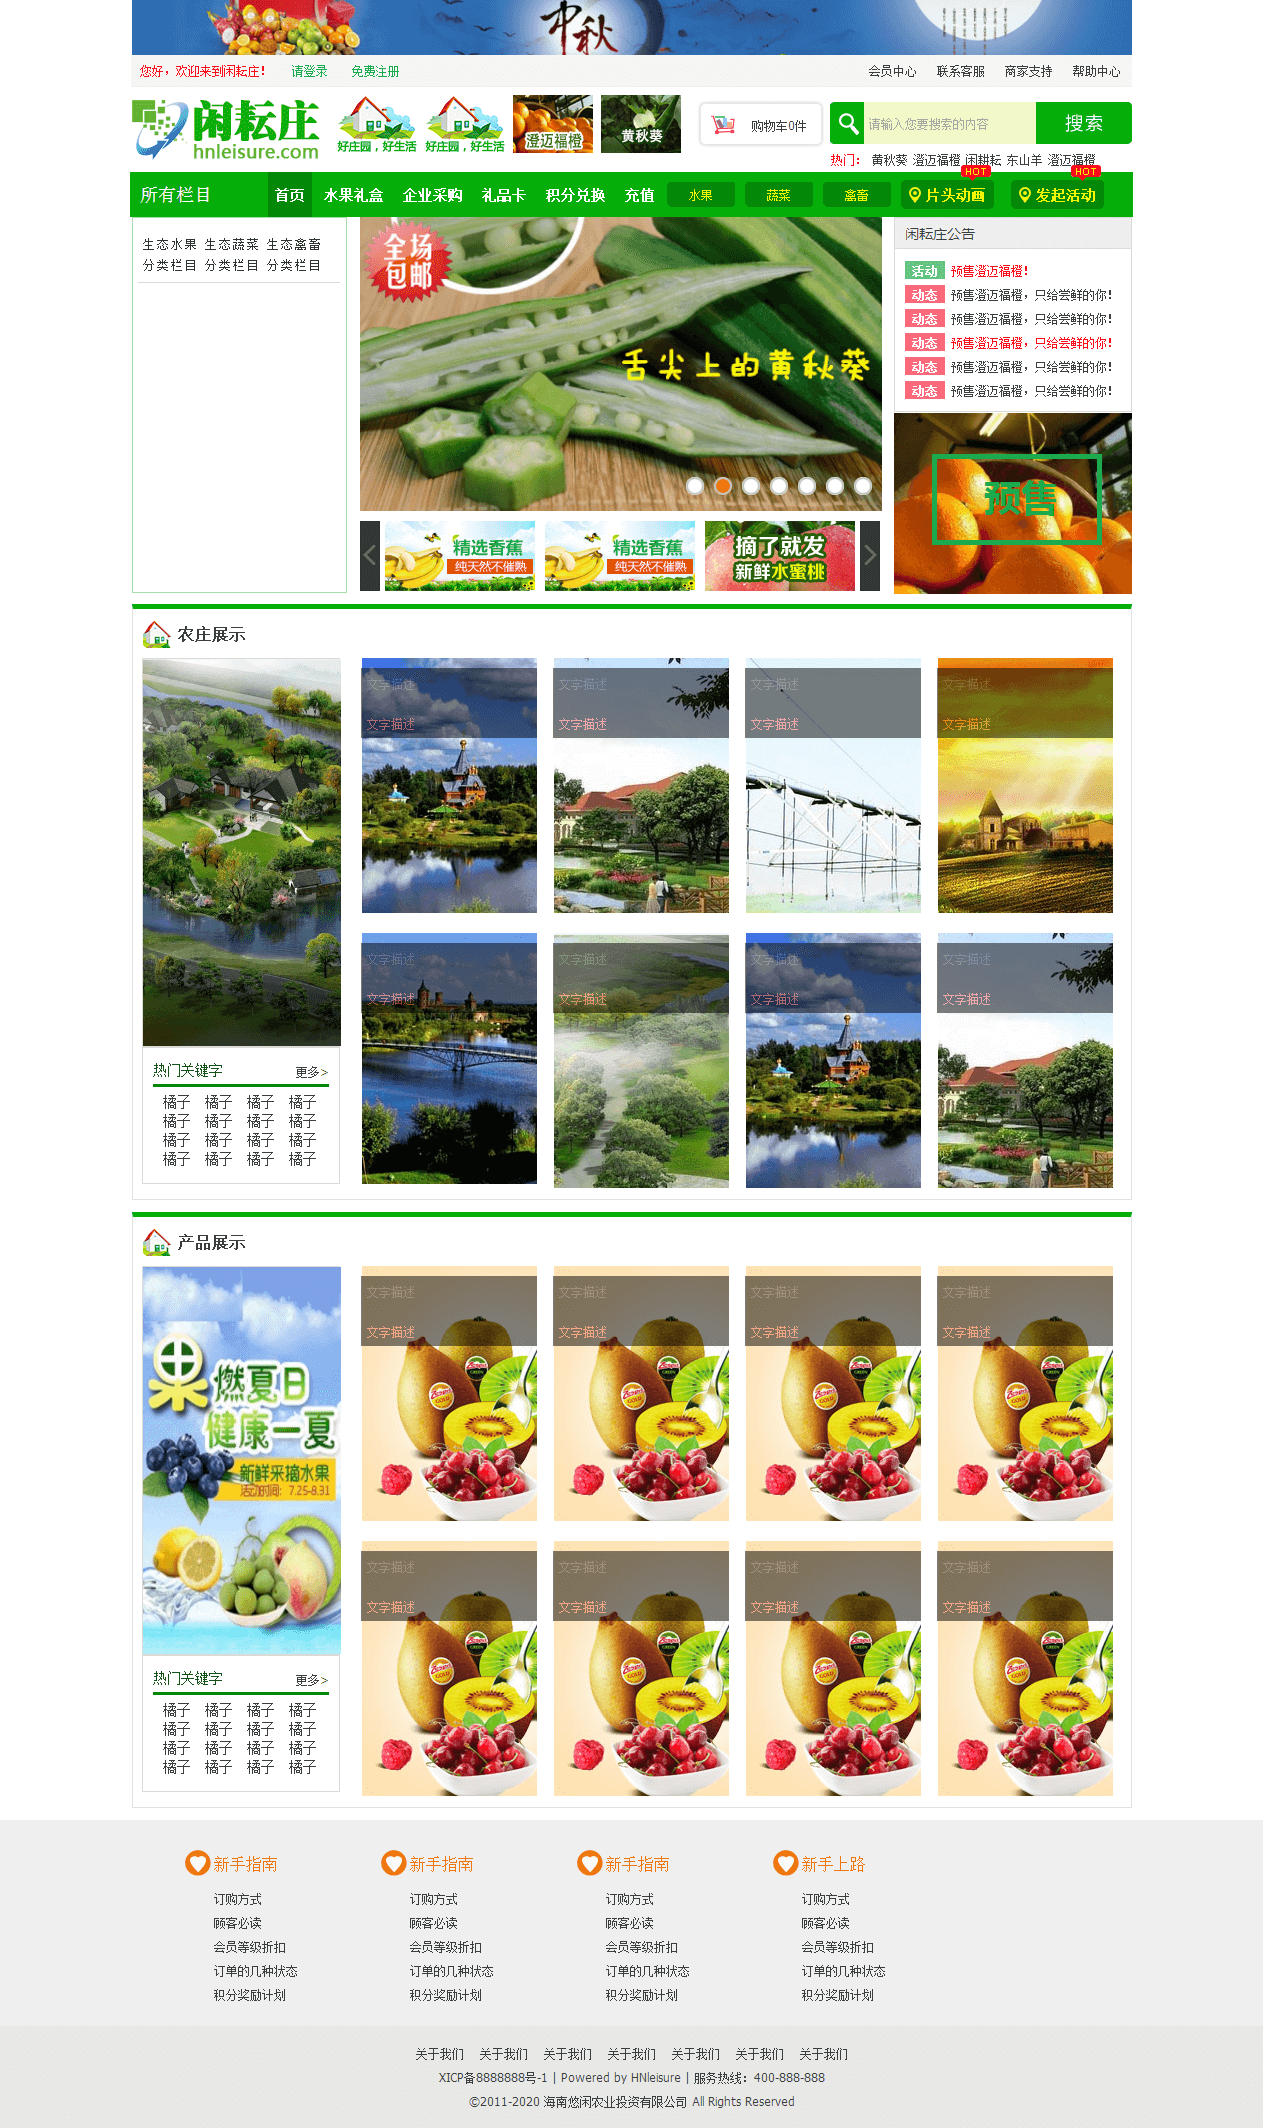 中秋
您好，欢迎来到闲耘庄！ 请登录 免费注册 会员中心 联系客服 商家支持 帮助中心
闲耘庄
hnleisure.com
好庄园，好生活 好庄园，好生活 澄迈福橙 黄秋葵
购物车0件
请输入您要搜索的内容 搜索
热门： 黄秋葵 澄迈福橙 闲耕耘 东山羊 澄迈福橙
HOT HOT
所有栏目 首页 水果礼盒 企业采购 礼品卡 积分兑换 充值 水果 蔬菜 禽畜 片头动画 发起活动
生态水果 生态蔬菜 生态禽畜
分类栏目 分类栏目 分类栏目
全场
包邮
舌尖上的黄秋葵
精选香蕉
纯天然不催熟
精选香蕉
纯天然不催熟
摘了就发
新鲜水蜜桃
闲耘庄公告
活动 预售澄迈福橙！
动态 预售澄迈福橙，只给尝鲜的你！
动态 预售澄迈福橙，只给尝鲜的你！
动态 预售澄迈福橙，只给尝鲜的你！
动态 预售澄迈福橙，只给尝鲜的你！
动态 预售澄迈福橙，只给尝鲜的你！
预售
农庄展示
文字描述 文字描述 文字描述 文字描述
文字描述 文字描述 文字描述 文字描述
文字描述 文字描述 文字描述 文字描述
文字描述 文字描述 文字描述 文字描述
热门关键字 更多>
橘子 橘子 橘子 橘子
橘子 橘子 橘子 橘子
橘子 橘子 橘子 橘子
橘子 橘子 橘子 橘子
产品展示
果
燃夏日
健康一夏
新鲜采摘水果
活动时间：7.25-8.31
文字描述 文字描述 文字描述 文字描述
文字描述 文字描述 文字描述 文字描述
文字描述 文字描述 文字描述 文字描述
文字描述 文字描述 文字描述 文字描述
热门关键字 更多>
橘子 橘子 橘子 橘子
橘子 橘子 橘子 橘子
橘子 橘子 橘子 橘子
橘子 橘子 橘子 橘子
新手指南 新手指南 新手指南 新手上路
订购方式 订购方式 订购方式 订购方式
顾客必读 顾客必读 顾客必读 顾客必读
会员等级折扣 会员等级折扣 会员等级折扣 会员等级折扣
订单的几种状态 订单的几种状态 订单的几种状态 订单的几种状态
积分奖励计划 积分奖励计划 积分奖励计划 积分奖励计划
关于我们 关于我们 关于我们 关于我们 关于我们 关于我们 关于我们
XICP备8888888号-1 | Powered by HNleisure | 服务热线：400-888-888
©2011-2020 海南悠闲农业投资有限公司 All Rights Reserved